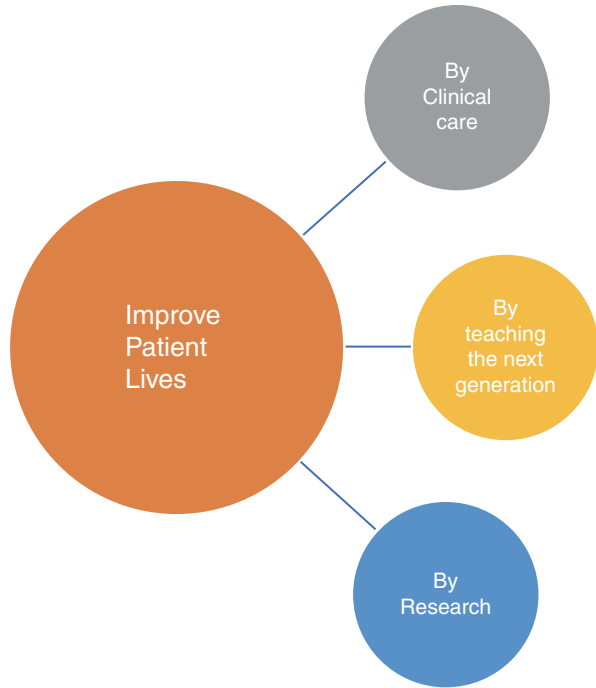 By
Clinical
care
Improve
Patient
Lives
By
teaching
the next
generation
By
Research